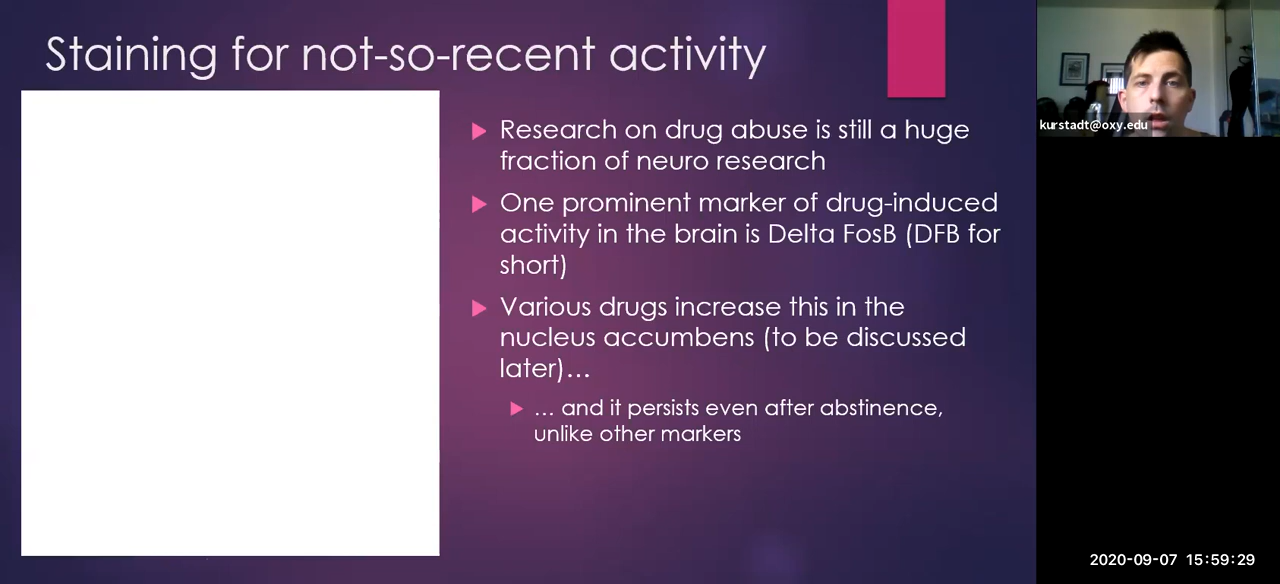 Staining for not-so-recent activity
Research on drug abuse is still a huge
fraction of neuro research
One prominent marker of drug-induced
activity in the brain is Delta FosB (DFB for
short)
Various drugs increase this in the
nucleus accumbens (to be discussed
later)…
… and it persists even after abstinence,
unlike other markers
kurstadt@oxy.edu
2020-09-07 15:59:29